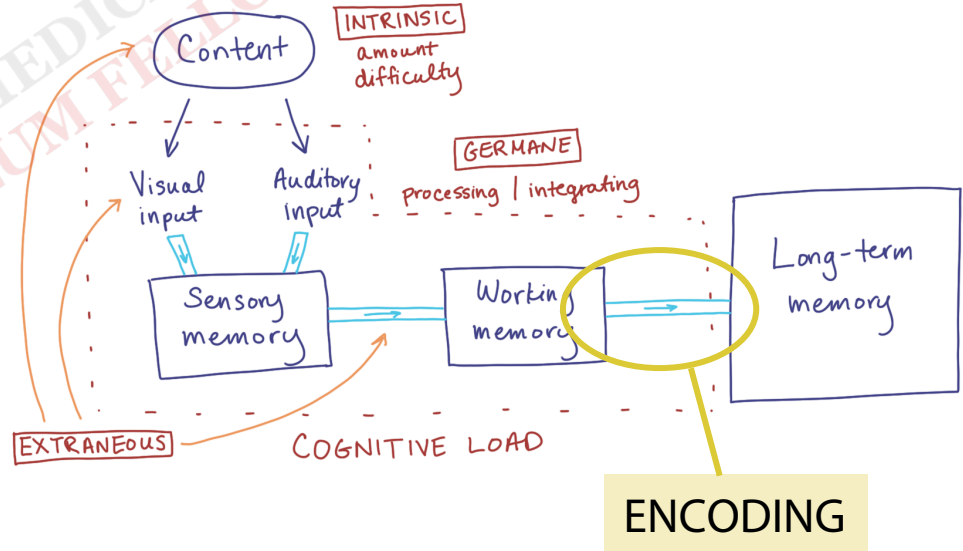 INTRINSIC
amount
difficulty
Content
GERMANE
processing | integrating
Visual
input
Auditory
input
Sensory
memory
Working
memory
Long-term
memory
EXTRANEOUS
COGNITIVE LOAD
ENCODING